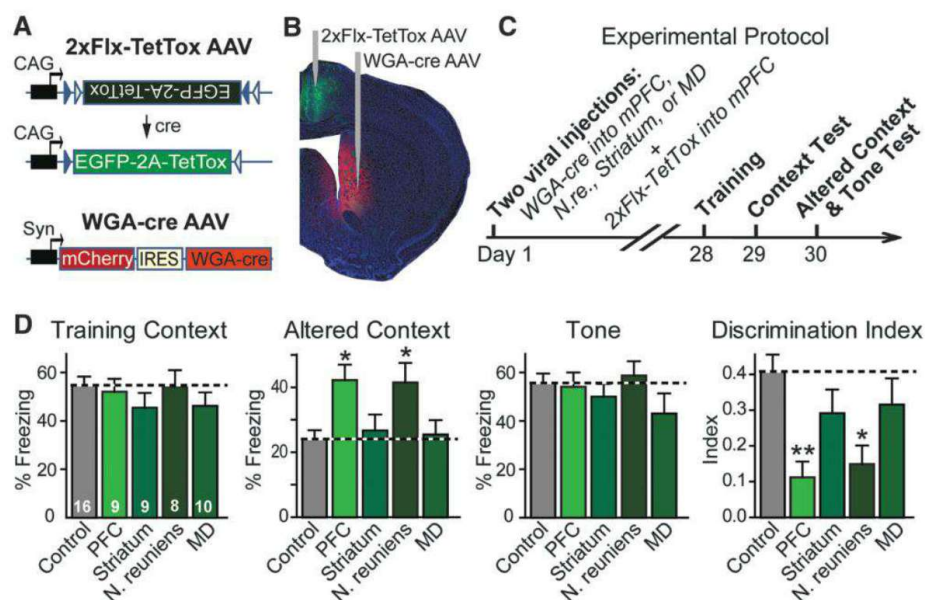 A
2xFlx-TetTox AAV
CAG
EGFP-2A-TetTox
cre
CAG
EGFP-2A-TetTox
WGA-cre AAV
Syn
mCherry IRES WGA-cre
B
2xFlx-TetTox AAV
WGA-cre AAV
C
Experimental Protocol
Two viral injections:
WGA-cre into mPFC,
N.re., Striatum, or MD
+
2xFlx-TetTox into mPFC
Training
Context Test
Altered Context
& Tone Test
Day 1
28
29
30
D
Training Context
% Freezing
60
40
20
0
16
9
9
8
10
Control
PFC
Striatum
N. reuniens
MD
Altered Context
% Freezing
40
20
0
*
*
Control
PFC
Striatum
N. reuniens
MD
Tone
% Freezing
60
40
20
0
Control
PFC
Striatum
N. reuniens
MD
Discrimination Index
Index
0.4
0.3
0.2
0.1
0.0
**
*
Control
PFC
Striatum
N. reuniens
MD